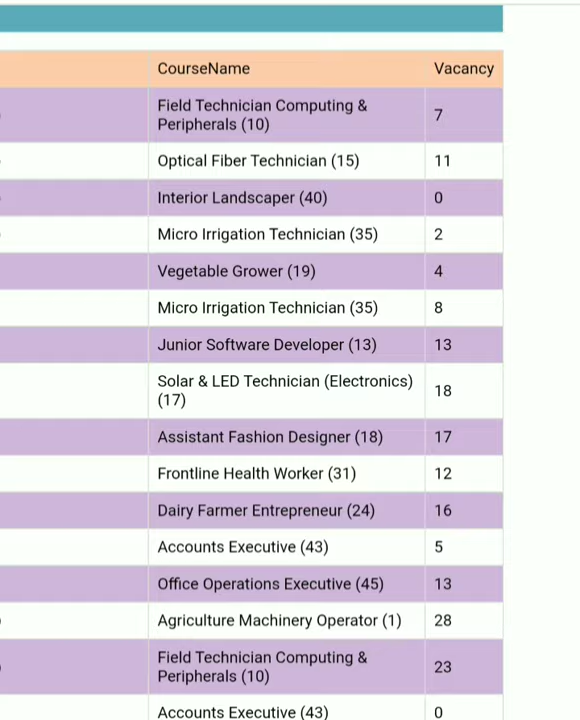 CourseName Vacancy
Field Technician Computing &
Peripherals (10) 7
Optical Fiber Technician (15) 11
Interior Landscaper (40) 0
Micro Irrigation Technician (35) 2
Vegetable Grower (19) 4
Micro Irrigation Technician (35) 8
Junior Software Developer (13) 13
Solar & LED Technician (Electronics)
(17) 18
Assistant Fashion Designer (18) 17
Frontline Health Worker (31) 12
Dairy Farmer Entrepreneur (24) 16
Accounts Executive (43) 5
Office Operations Executive (45) 13
Agriculture Machinery Operator (1) 28
Field Technician Computing &
Peripherals (10) 23
Accounts Executive (43) 0